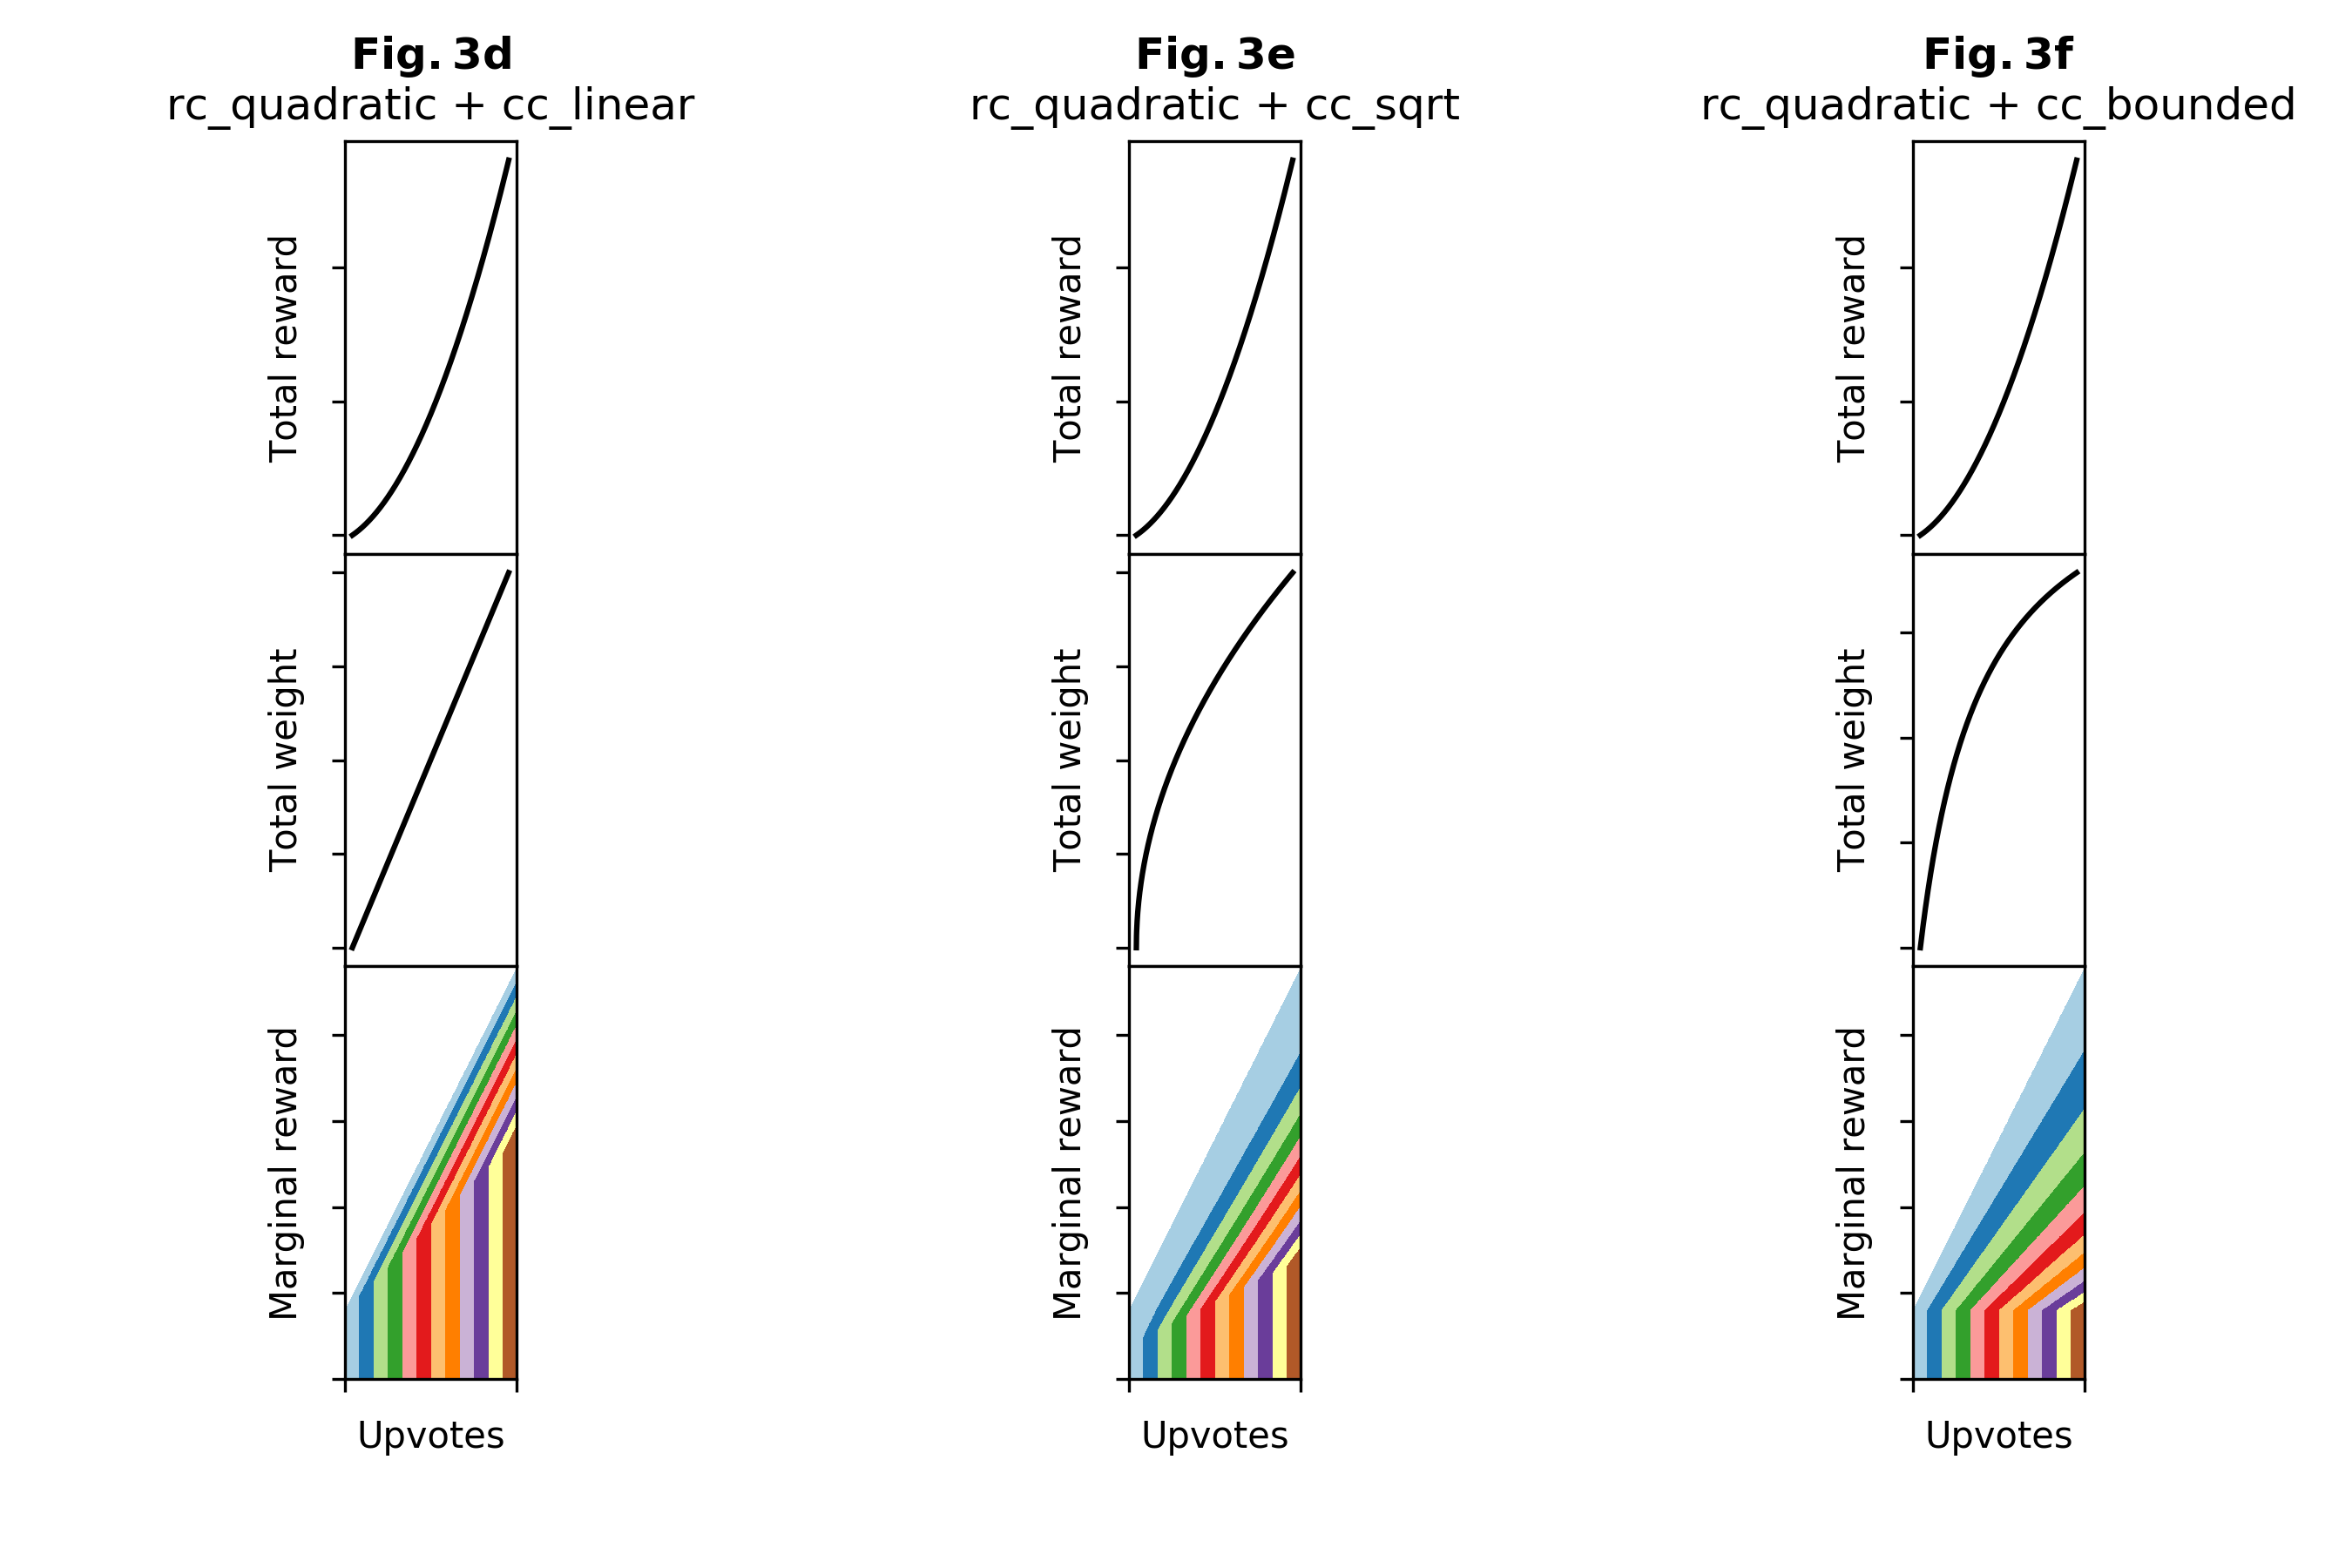 Fig. 3d
rc_quadratic + cc_linear
Total reward
Total weight
Marginal reward
Upvotes
Fig. 3e
rc_quadratic + cc_sqrt
Total reward
Total weight
Marginal reward
Upvotes
Fig. 3f
rc_quadratic + cc_bounded
Total reward
Total weight
Marginal reward
Upvotes